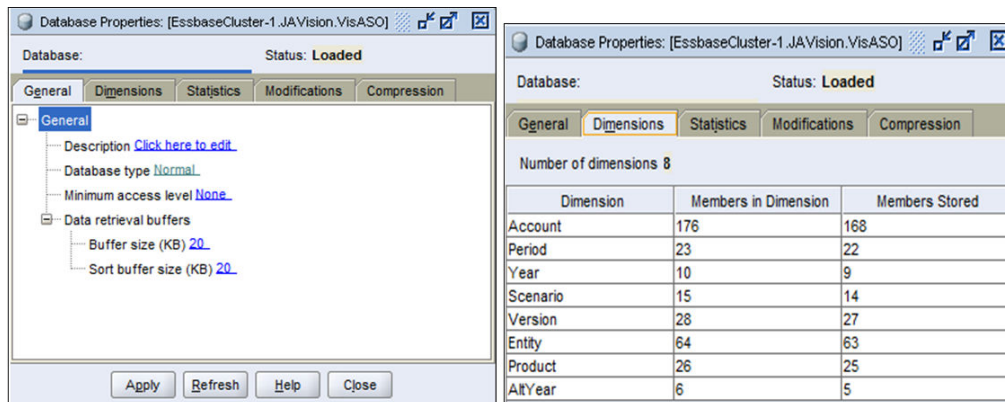 Database Properties: [EssbaseCluster-1.JAVision.VisASO]
Database: Status: Loaded
General Dimensions Statistics Modifications Compression
General
Description Click here to edit
Database type Normal
Minimum access level None
Data retrieval buffers
Buffer size (KB) 20
Sort buffer size (KB) 20
Apply Refresh Help Close
Database Properties: [EssbaseCluster-1.JAVision.VisASO]
Database: Status: Loaded
General Dimensions Statistics Modifications Compression
Number of dimensions 8
Dimension Members in Dimension Members Stored
Account 176 168
Period 23 22
Year 10 9
Scenario 15 14
Version 28 27
Entity 64 63
Product 26 25
AltYear 6 5